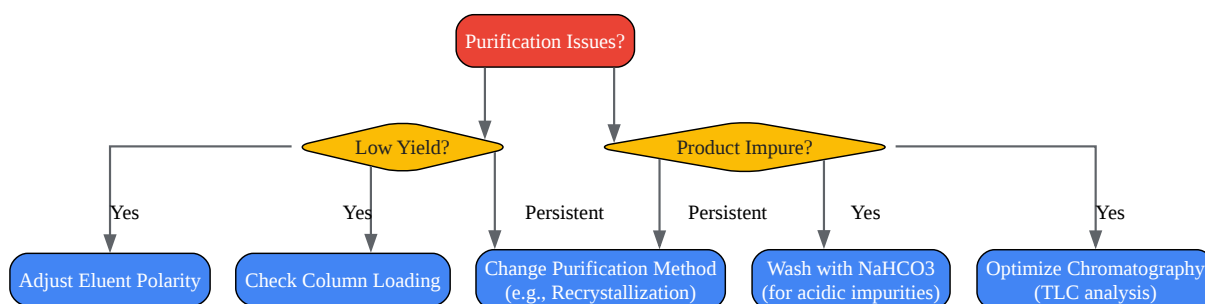 Purification Issues?
Low Yield?
Product Impure?
Yes
Yes
Persistent
Persistent
Yes
Yes
Adjust Eluent Polarity
Check Column Loading
Change Purification Method
(e.g., Recrystallization)
Wash with NaHCO3
(for acidic impurities)
Optimize Chromatography
(TLC analysis)